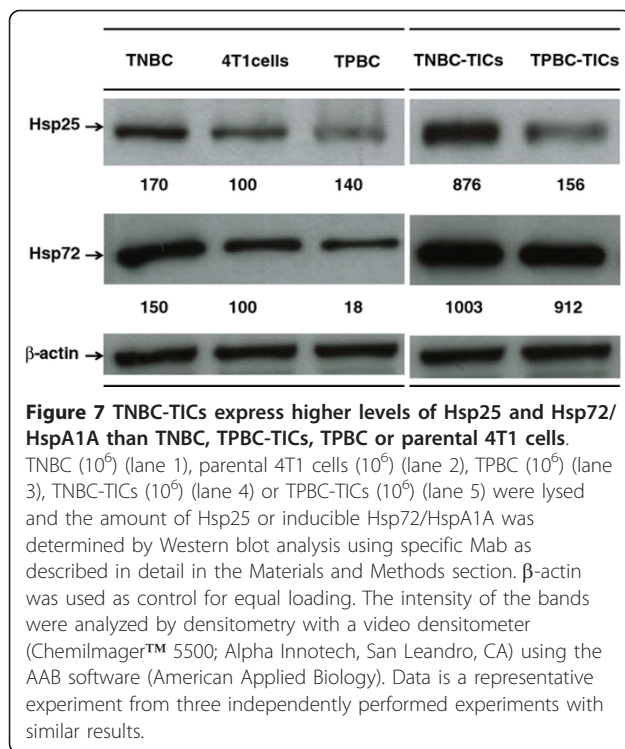 TNBC 4T1cells TPBC TNBC-TICs TPBC-TICs
Hsp25
170 100 140 876 156
Hsp72
150 100 18 1003 912
β-actin
Figure 7 TNBC-TICs express higher levels of Hsp25 and Hsp72/
HspA1A than TNBC, TPBC-TICs, TPBC or parental 4T1 cells.
TNBC (10⁶) (lane 1), parental 4T1 cells (10⁶) (lane 2), TPBC (10⁶) (lane
3), TNBC-TICs (10⁶) (lane 4) or TPBC-TICs (10⁶) (lane 5) were lysed
and the amount of Hsp25 or inducible Hsp72/HspA1A was
determined by Western blot analysis using specific Mab as
described in detail in the Materials and Methods section. β-actin
was used as control for equal loading. The intensity of the bands
were analyzed by densitometry with a video densitometer
(ChemiImager™ 5500; Alpha Innotech, San Leandro, CA) using the
AAB software (American Applied Biology). Data is a representative
experiment from three independently performed experiments with
similar results.